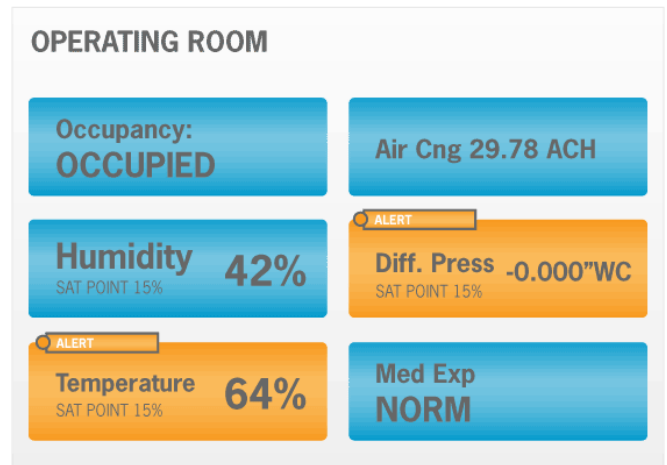 OPERATING ROOM
Occupancy:
OCCUPIED
Air Cng 29.78 ACH
Humidity 42%
SAT POINT 15%
ALERT
Diff. Press -0.000”WC
SAT POINT 15%
ALERT
Temperature 64%
SAT POINT 15%
Med Exp
NORM